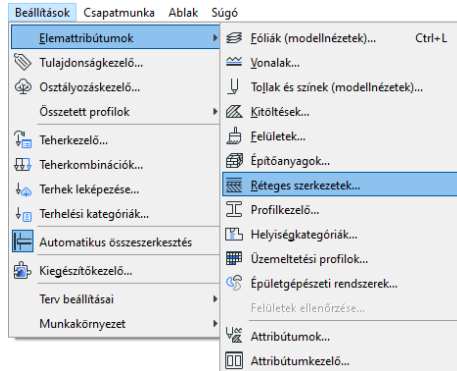 Beállítások Csapatmunka Ablak Súgó
Elemattribútumok
Tulajdonságkezelő...
Osztályozáskezelő...
Összetett profilok
Teherkezelő...
Teherkombinációk...
Terhek leképezése...
Terhelési kategóriák...
Automatikus összeszerkesztés
Kiegészítőkezelő...
Terv beállításai
Munkakörnyezet
Fóliák (modellnézetek)... Ctrl+L
Vonalak...
Tollak és színek (modellnézetek)...
Kitöltések...
Felületek...
Építőanyagok...
Réteges szerkezetek...
Profilkezelő...
Helyiségkategóriák...
Üzemeltetési profilok...
Épületgépészeti rendszerek...
Felületek ellenőrzése...
Attribútumok...
Attribútumkezelő...